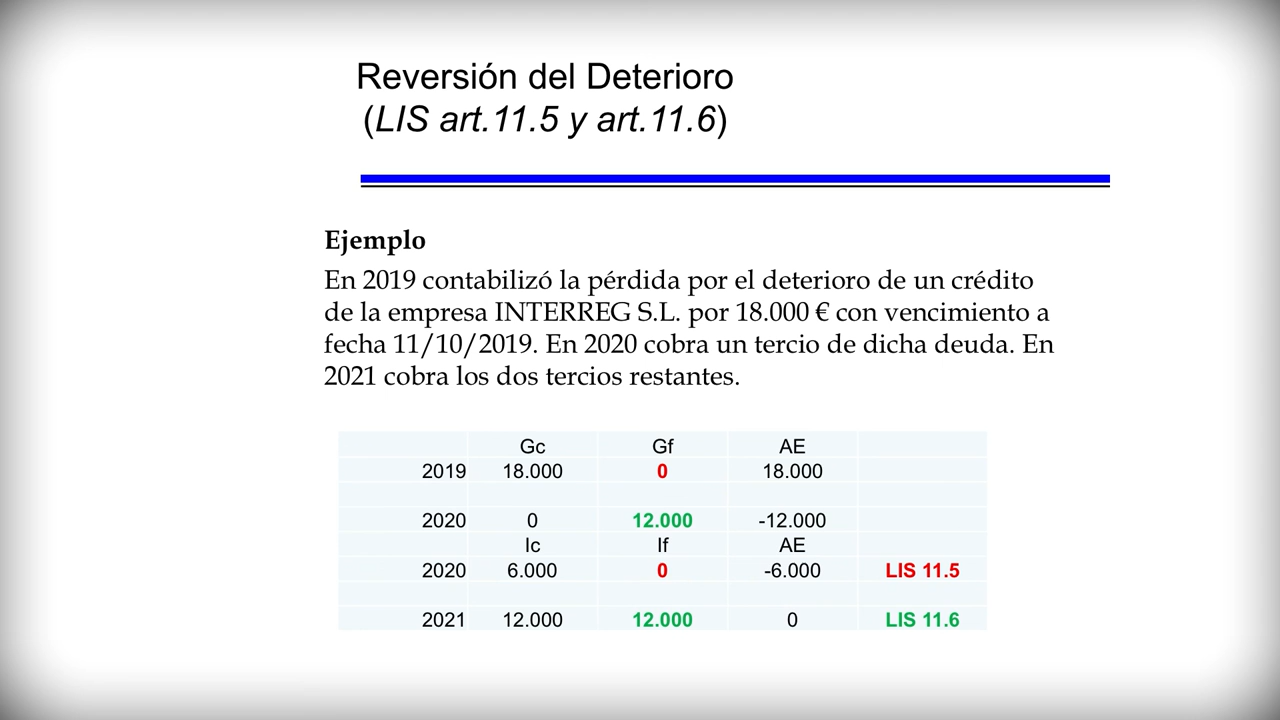 Reversión del Deterioro
(LIS art.11.5 y art.11.6)
Ejemplo
En 2019 contabilizó la pérdida por el deterioro de un crédito
de la empresa INTERREG S.L. por 18.000 € con vencimiento a
fecha 11/10/2019. En 2020 cobra un tercio de dicha deuda. En
2021 cobra los dos tercios restantes.
Gc Gf AE
2019 18.000 0 18.000
2020 0 12.000 -12.000
Ic If AE
2020 6.000 0 -6.000 LIS 11.5
2021 12.000 12.000 0 LIS 11.6